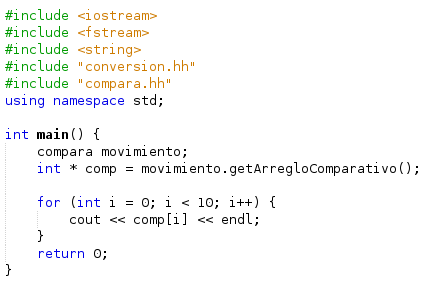 #include <iostream>
#include <fstream>
#include <string>
#include "conversion.hh"
#include "compara.hh"
using namespace std;

int main() {
    compara movimiento;
    int * comp = movimiento.getArregloComparativo();

    for (int i = 0; i < 10; i++) {
        cout << comp[i] << endl;
    }
    return 0;
}